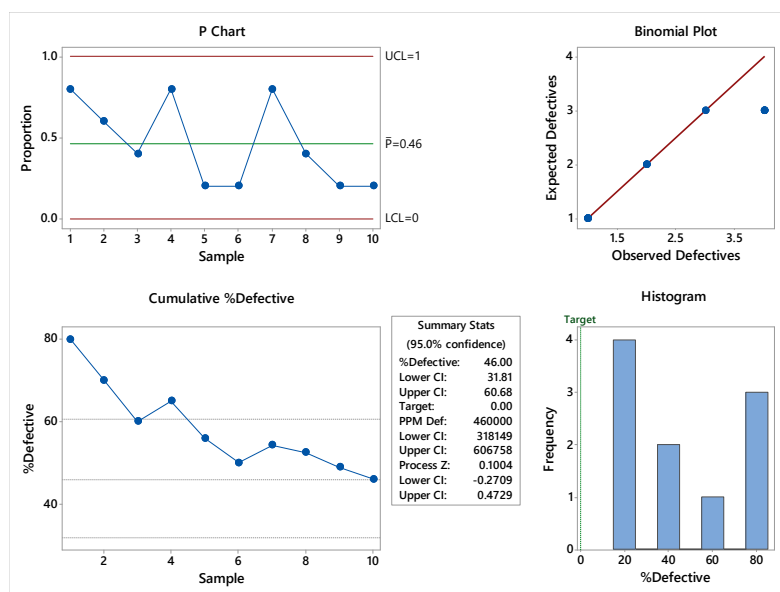 P Chart
1.0
0.5
0.0
Proportion
UCL=1
P̅=0.46
LCL=0
1 2 3 4 5 6 7 8 9 10
Sample
Binomial Plot
4
3
2
1
Expected Defectives
1.5 2.5 3.5
Observed Defectives
Cumulative %Defective
80
60
40
%Defective
2 4 6 8 10
Sample
Summary Stats
(95.0% confidence)
%Defective: 46.00
Lower CI: 31.81
Upper CI: 60.68
Target: 0.00
PPM Def: 460000
Lower CI: 318149
Upper CI: 606758
Process Z: 0.1004
Lower CI: -0.2709
Upper CI: 0.4729
Histogram
Target
4
3
2
1
0
Frequency
0 20 40 60 80
%Defective